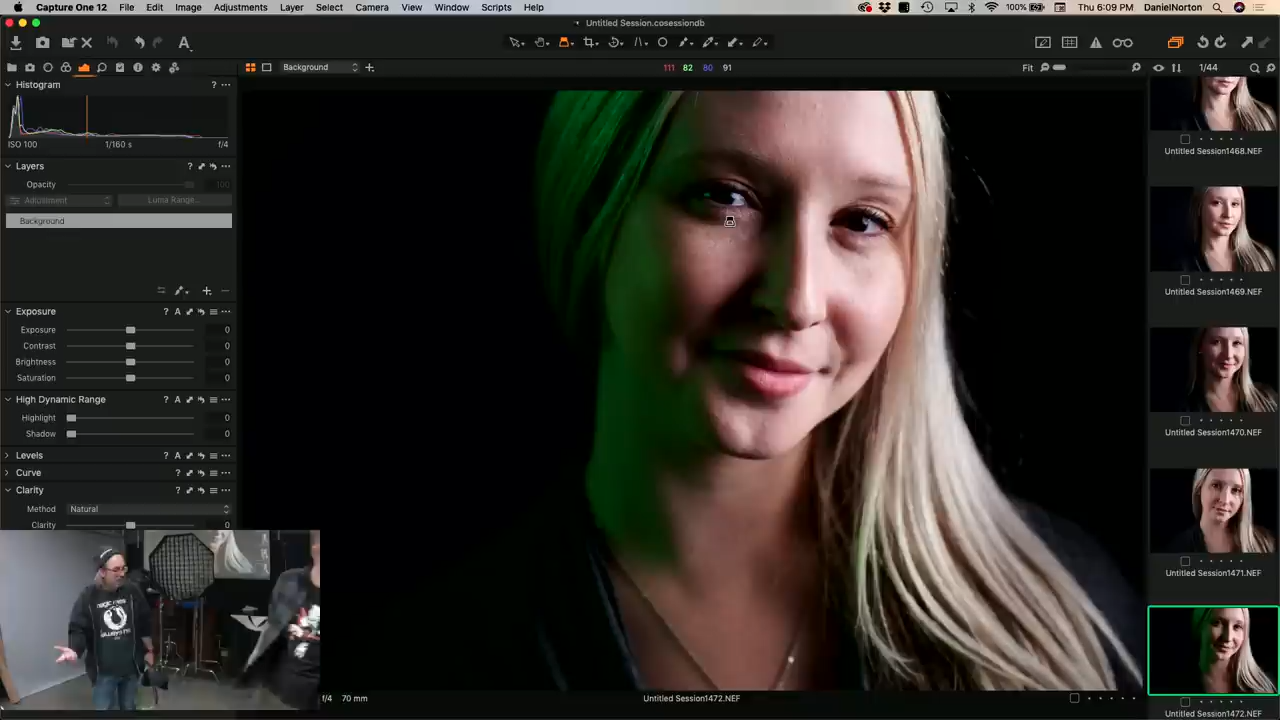 Capture One 12 File Edit View Image Adjustments Layer Select Camera View Window Scripts Help 100% Thu 6:09 PM DanielNorton
Untitled Session.cosessiondb
Background
111 82 80 91
Fit
1/44
Histogram ?
ISO 100 1/160 s f/4
Layers ?
Opacity 100
Adjustment Luma Range...
Background
Exposure ? A
Exposure 0
Contrast 0
Brightness 0
Saturation 0
High Dynamic Range ? A
Highlight 0
Shadow 0
Levels ? A
Curve ? A
Clarity ? A
Method Natural
Clarity 0
f/4 70 mm
Untitled Session1472.NEF
Untitled Session1468.NEF
Untitled Session1469.NEF
Untitled Session1470.NEF
Untitled Session1471.NEF
Untitled Session1472.NEF